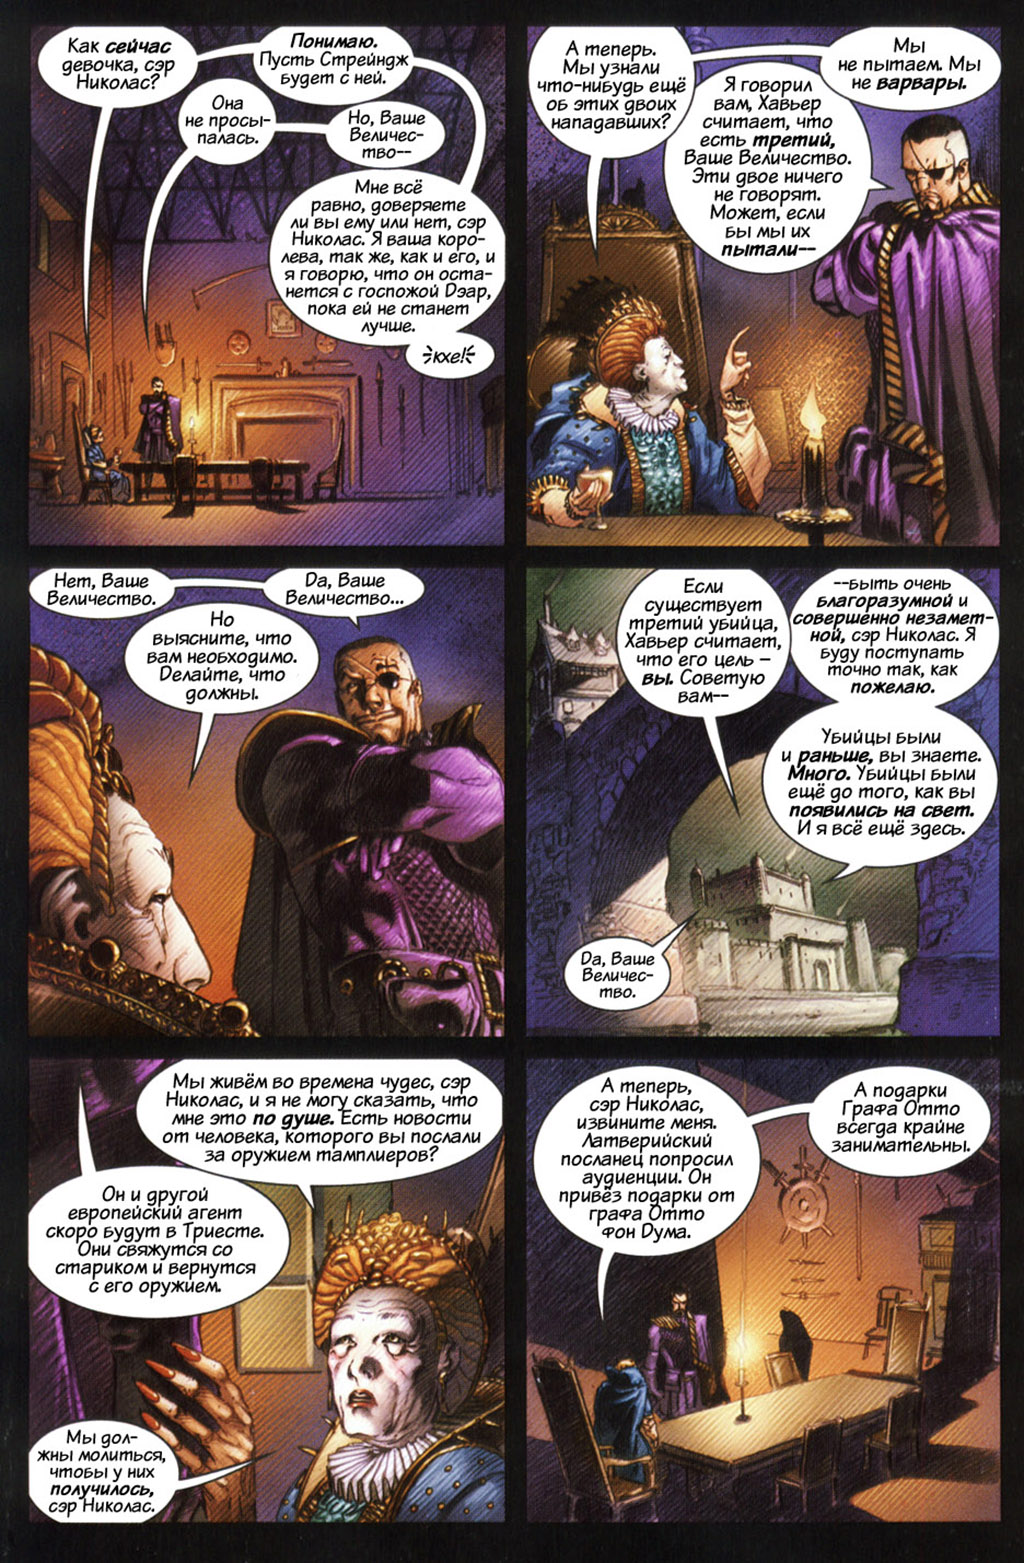 Как сейчас
девочка, сэр
Николас?
Она
не просы-
палась.
Понимаю.
Пусть Стрейндж
будет с ней.
Но, Ваше
Величес-
тво--
Мне всё
равно, доверяете
ли вы ему или нет, сэр
Николас. Я ваша коро-
лева, так же, как и его, и
я говорю, что он оста-
нется с госпожой Дэар,
пока ей не станет
лучше.
кхе!
А теперь.
Мы узнали
что-нибудь ещё
об этих двоих
нападавших?
Я говорил
вам, Хавьер
считает, что
есть третий,
Ваше Величество.
Эти двое ничего
не говорят.
Может, если
бы мы их
пытали--
Мы
не пытаем. Мы
не варвары.
Нет, Ваше
Величество.
Но
выясните, что
вам необходимо.
Делайте, что
должны.
Да, Ваше
Величество...
Если
существует
третий убийца,
Хавьер считает,
что его цель –
вы. Советую
вам--
--быть очень
благоразумной и
совершенно незамет-
ной, сэр Николас. Я
буду поступать
точно так, как
пожелаю.
Убийцы были
и раньше, вы знаете.
Много. Убийцы были
ещё до того, как вы
появились на свет.
И я всё ещё здесь.
Да, Ваше
Величес-
тво.
Мы живём во времена чудес, сэр
Николас, и я не могу сказать, что
мне это по душе. Есть новости
от человека, которого вы послали
за оружием тамплиеров?
Он и другой
европейский агент
скоро будут в Триесте.
Они свяжутся со
стариком и вернутся
с его оружием.
Мы дол-
жны молиться,
чтобы у них
получилось,
сэр Николас.
А теперь,
сэр Николас,
извините меня.
Латверийский
посланец попросил
аудиенции. Он
привёз подарки от
графа Отто
фон Дума.
А подарки
Графа Отто
всегда крайне
занимательны.